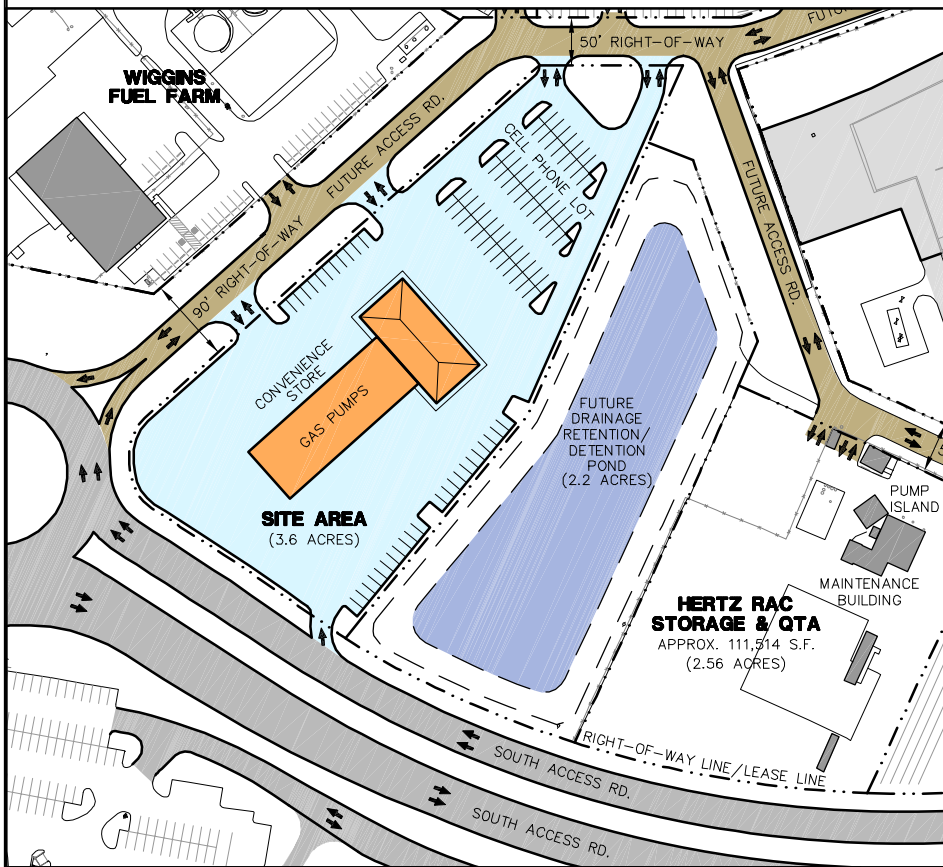 FUTURE
50' RIGHT-OF-WAY
WIGGINS
FUEL FARM
FUTURE ACCESS RD.
CELL PHONE LOT
90' RIGHT-OF-WAY
FUTURE ACCESS RD.
CONVENIENCE
STORE
GAS PUMPS
FUTURE
DRAINAGE
RETENTION/
DETENTION
POND
(2.2 ACRES)
SITE AREA
(3.6 ACRES)
PUMP
ISLAND
MAINTENANCE
BUILDING
HERTZ RAC
STORAGE & QTA
APPROX. 111,514 S.F.
(2.56 ACRES)
RIGHT-OF-WAY LINE/LEASE LINE
SOUTH ACCESS RD.
SOUTH ACCESS RD.